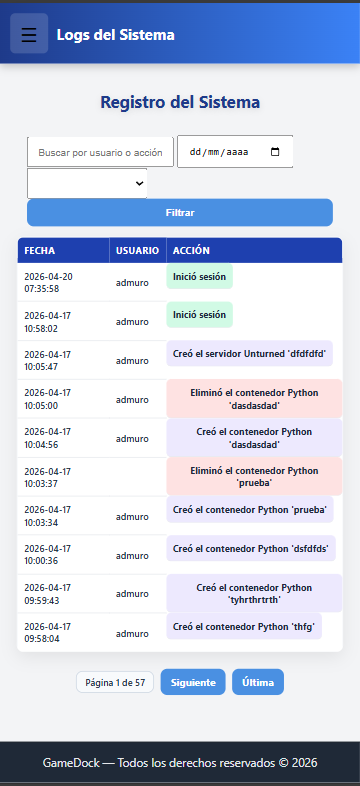 ☰ Logs del Sistema
Registro del Sistema
Buscar por usuario o acción dd/mm/aaaa
Filtrar
FECHA USUARIO ACCIÓN
2026-04-20
07:35:58 admuro Inició sesión
2026-04-17
10:58:02 admuro Inició sesión
2026-04-17
10:05:47 admuro Creó el servidor Unturned 'dfdfdfd'
2026-04-17
10:05:00 admuro Eliminó el contenedor Python
'dasdasdad'
2026-04-17
10:04:56 admuro Creó el contenedor Python
'dasdasdad'
2026-04-17
10:03:37 Eliminó el contenedor Python
'prueba'
2026-04-17
10:03:34 admuro Creó el contenedor Python 'prueba'
2026-04-17
10:00:36 admuro Creó el contenedor Python 'dsfdfds'
2026-04-17
09:59:43 admuro Creó el contenedor Python
'tyhrthrtrth'
2026-04-17
09:58:04 admuro Creó el contenedor Python 'thfg'
Página 1 de 57 Siguiente Última
GameDock — Todos los derechos reservados © 2026